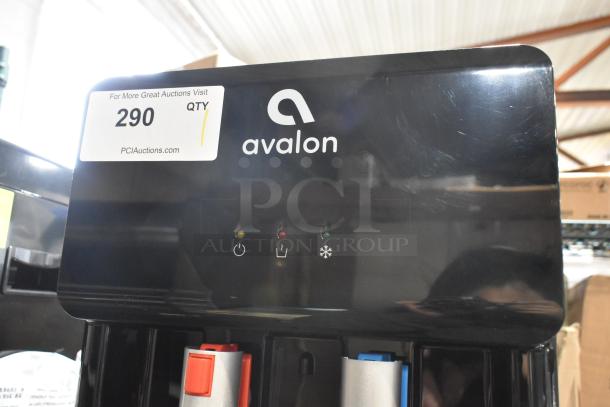 For More Great Auctions Visit
290
QTY
PCIAuctions.com
avalon
PCI
AUCTION GROUP